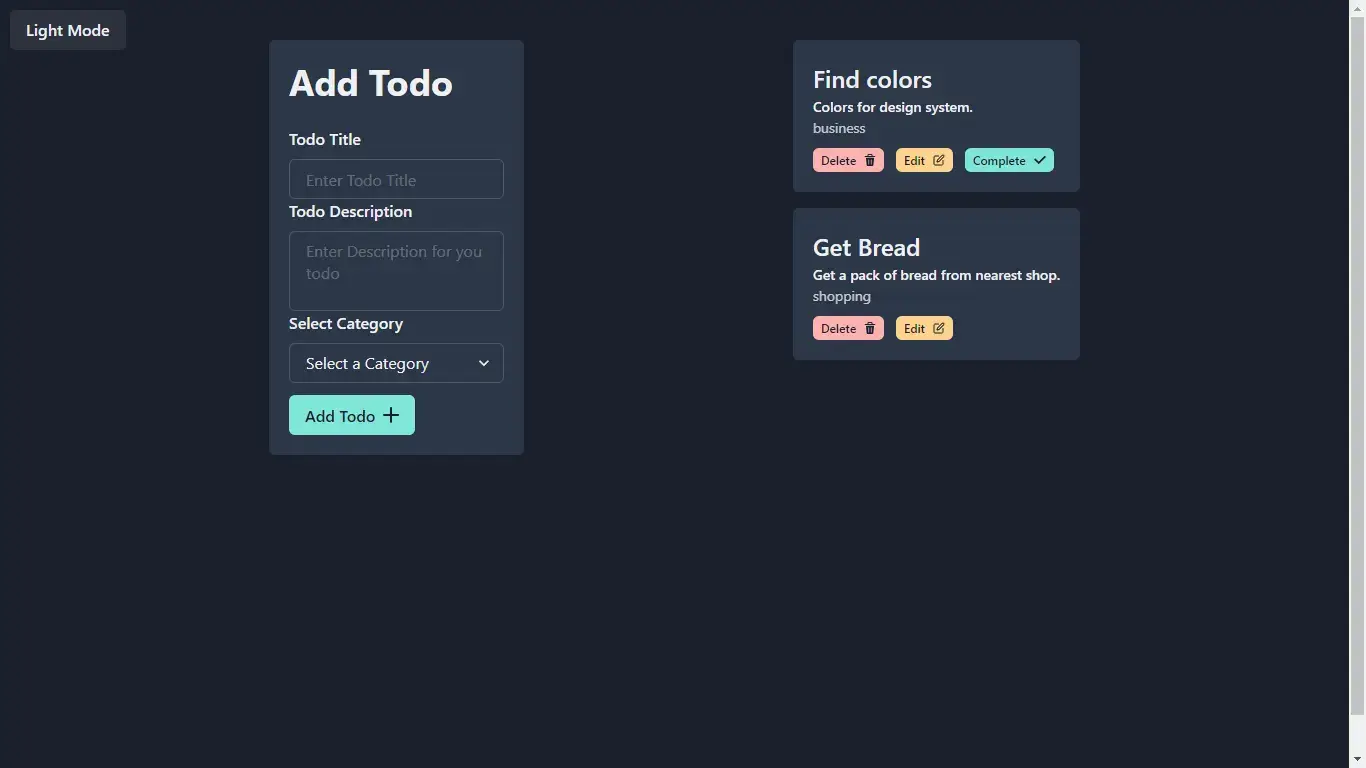 Light Mode
Add Todo
Todo Title
Enter Todo Title
Todo Description
Enter Description for you
todo
Select Category
Select a Category
Add Todo
Find colors
Colors for design system.
business
Delete Edit Complete
Get Bread
Get a pack of bread from nearest shop.
shopping
Delete Edit